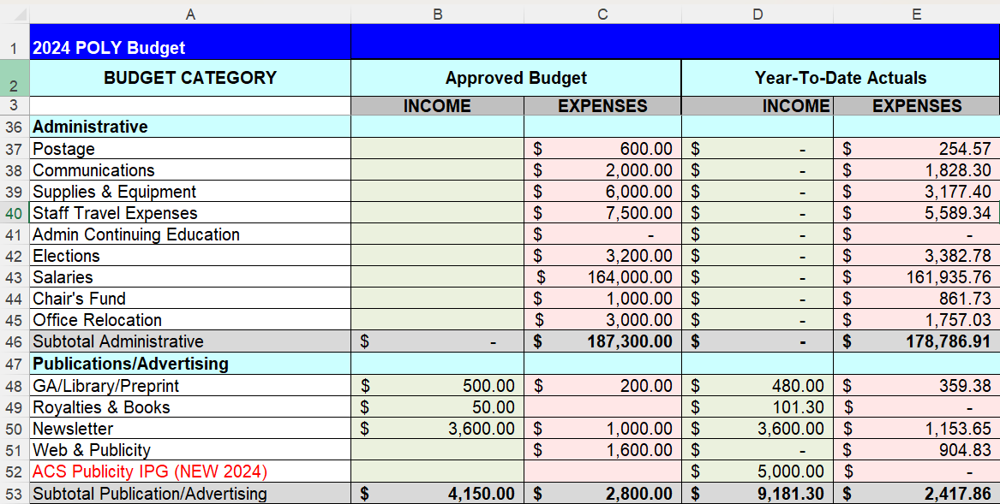 A B C D E
1 2024 POLY Budget
2 BUDGET CATEGORY Approved Budget Year-To-Date Actuals
3 INCOME EXPENSES INCOME EXPENSES
36 Administrative
37 Postage $ 600.00 $ - $ 254.57
38 Communications $ 2,000.00 $ - $ 1,828.30
39 Supplies & Equipment $ 6,000.00 $ - $ 3,177.40
40 Staff Travel Expenses $ 7,500.00 $ - $ 5,589.34
41 Admin Continuing Education $ - $ - $ -
42 Elections $ 3,200.00 $ - $ 3,382.78
43 Salaries $ 164,000.00 $ - $ 161,935.76
44 Chair's Fund $ 1,000.00 $ - $ 861.73
45 Office Relocation $ 3,000.00 $ - $ 1,757.03
46 Subtotal Administrative $ - $ 187,300.00 $ - $ 178,786.91
47 Publications/Advertising
48 GA/Library/Preprint $ 500.00 $ 200.00 $ 480.00 $ 359.38
49 Royalties & Books $ 50.00 $ 101.30 $ -
50 Newsletter $ 3,600.00 $ 1,000.00 $ 3,600.00 $ 1,153.65
51 Web & Publicity $ 1,600.00 $ - $ 904.83
52 ACS Publicity IPG (NEW 2024) $ 5,000.00 $ -
53 Subtotal Publication/Advertising $ 4,150.00 $ 2,800.00 $ 9,181.30 $ 2,417.86